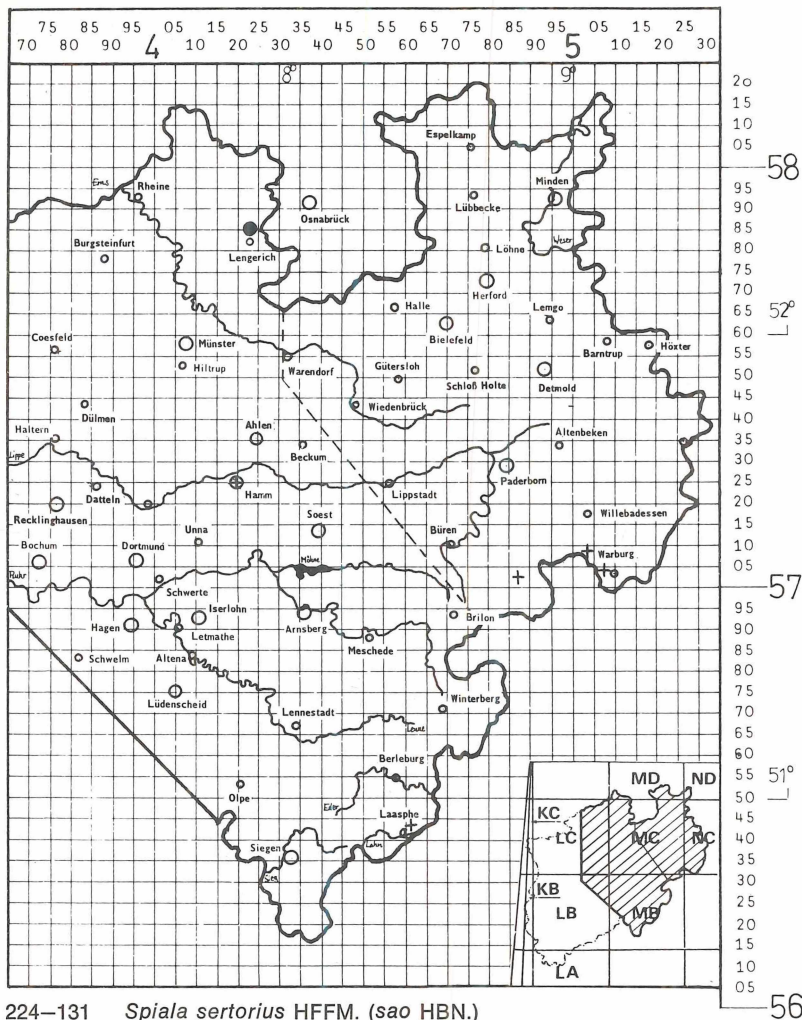 75 85 95 4 05 15 25 35 45 55 65 75 85 95 5 05 15 25
70 80 90 10 20 30 40 50 60 70 80 90 10 20 30
8° 9°
20
15
Espelkamp 10
05
58
Ems Rheine Minden 95
Osnabrück Lübbecke 90
Lengerich Löhne Weser 85
Burgsteinfurt 80
Herford 75
70
Halle Lemgo 65
52°
Münster Bielefeld 60
Coesfeld Barntrup Höxter
Hiltrup Warendorf Gütersloh 55
Schloß Holte Detmold 50
Dülmen Wiedenbrück 45
Haltern Ahlen 40
Beckum Altenbeken 35
Lippe 30
Datteln Hamm Lippstadt Paderborn 25
Recklinghausen Soest Willebadessen 20
Unna Büren 15
Bochum Dortmund 10
Möhne Warburg 05
Ruhr 57
Schwerte 95
Hagen Iserlohn Arnsberg Brilon
Letmathe 90
Schwelm Altena Meschede 85
80
Lüdenscheid Winterberg 75
Lennestadt 70
Lenne 65
60
Berleburg 55
51°
Olpe Eder 50
Laasphe 45
Siegen Lahn 40
Sieg 35
30
25
20
15
10
05
56
MD ND
KC
LC MC NC
KB
LB MB
LA
224–131 Spiala sertorius HFFM. (sao HBN.)